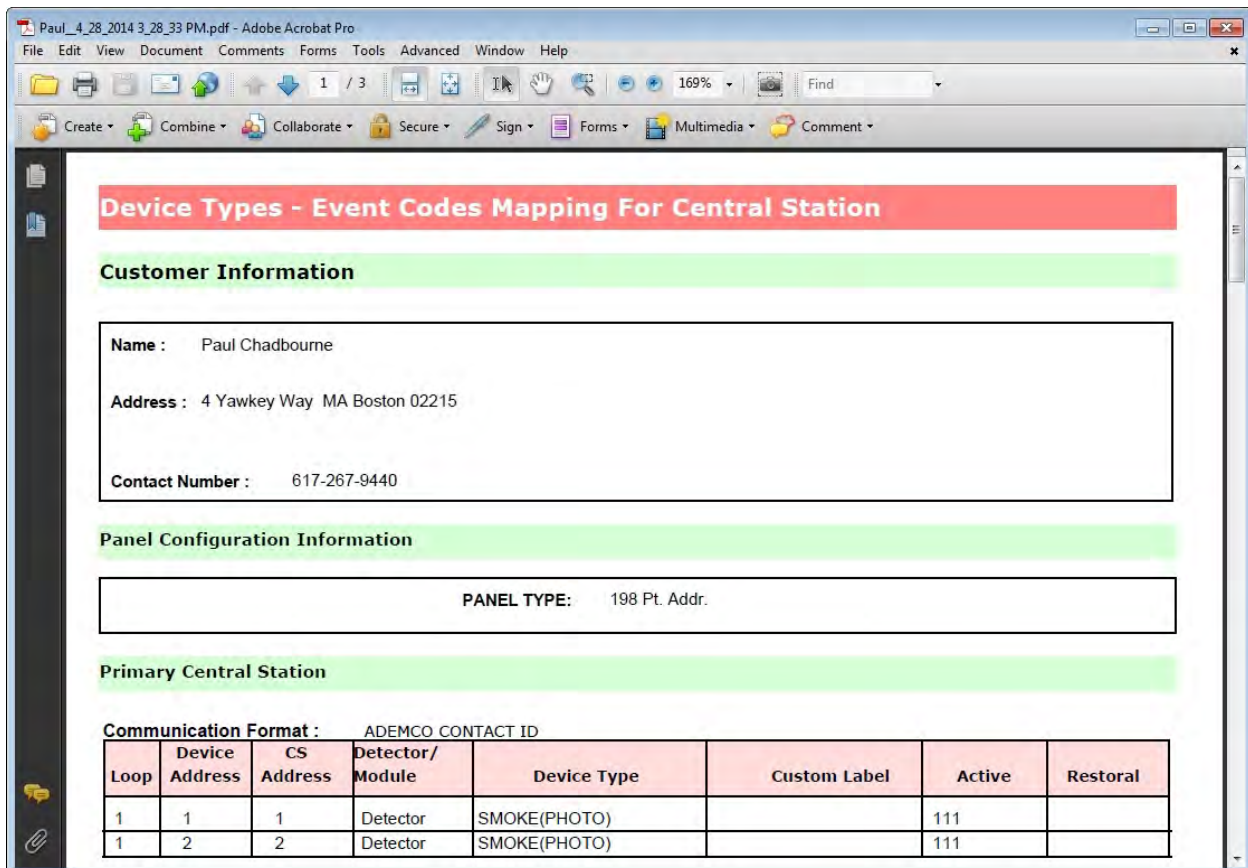 Paul__4_28_2014 3_28_33 PM.pdf - Adobe Acrobat Pro
File Edit View Document Comments Forms Tools Advanced Window Help
1 / 3 169% Find
Create Combine Collaborate Secure Sign Forms Multimedia Comment
Device Types - Event Codes Mapping For Central Station
Customer Information
Name : Paul Chadbourne
Address : 4 Yawkey Way MA Boston 02215
Contact Number : 617-267-9440
Panel Configuration Information
PANEL TYPE: 198 Pt. Addr.
Primary Central Station
Communication Format : ADEMCO CONTACT ID
Loop Device Address CS Address Detector/ Module Device Type Custom Label Active Restoral
1 1 1 Detector SMOKE(PHOTO) 111
1 2 2 Detector SMOKE(PHOTO) 111